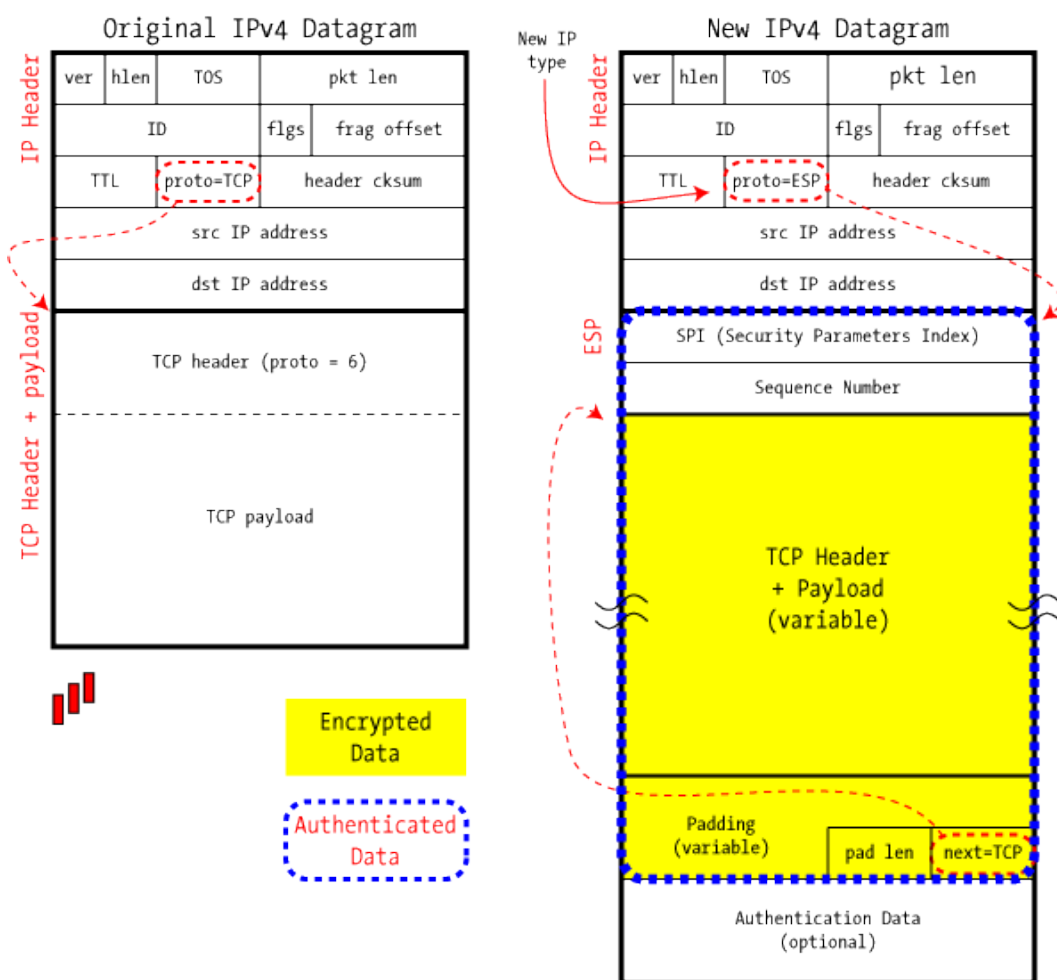 Original IPv4 Datagram
IP Header
ver hlen TOS pkt len
ID flgs frag offset
TTL proto=TCP header cksum
src IP address
dst IP address
TCP Header + payload
TCP header (proto = 6)
TCP payload
Encrypted
Data
Authenticated
Data
New IPv4 Datagram
New IP
type
IP Header
ver hlen TOS pkt len
ID flgs frag offset
TTL proto=ESP header cksum
src IP address
dst IP address
ESP
SPI (Security Parameters Index)
Sequence Number
TCP Header
+ Payload
(variable)
Padding
(variable)
pad len next=TCP
Authentication Data
(optional)